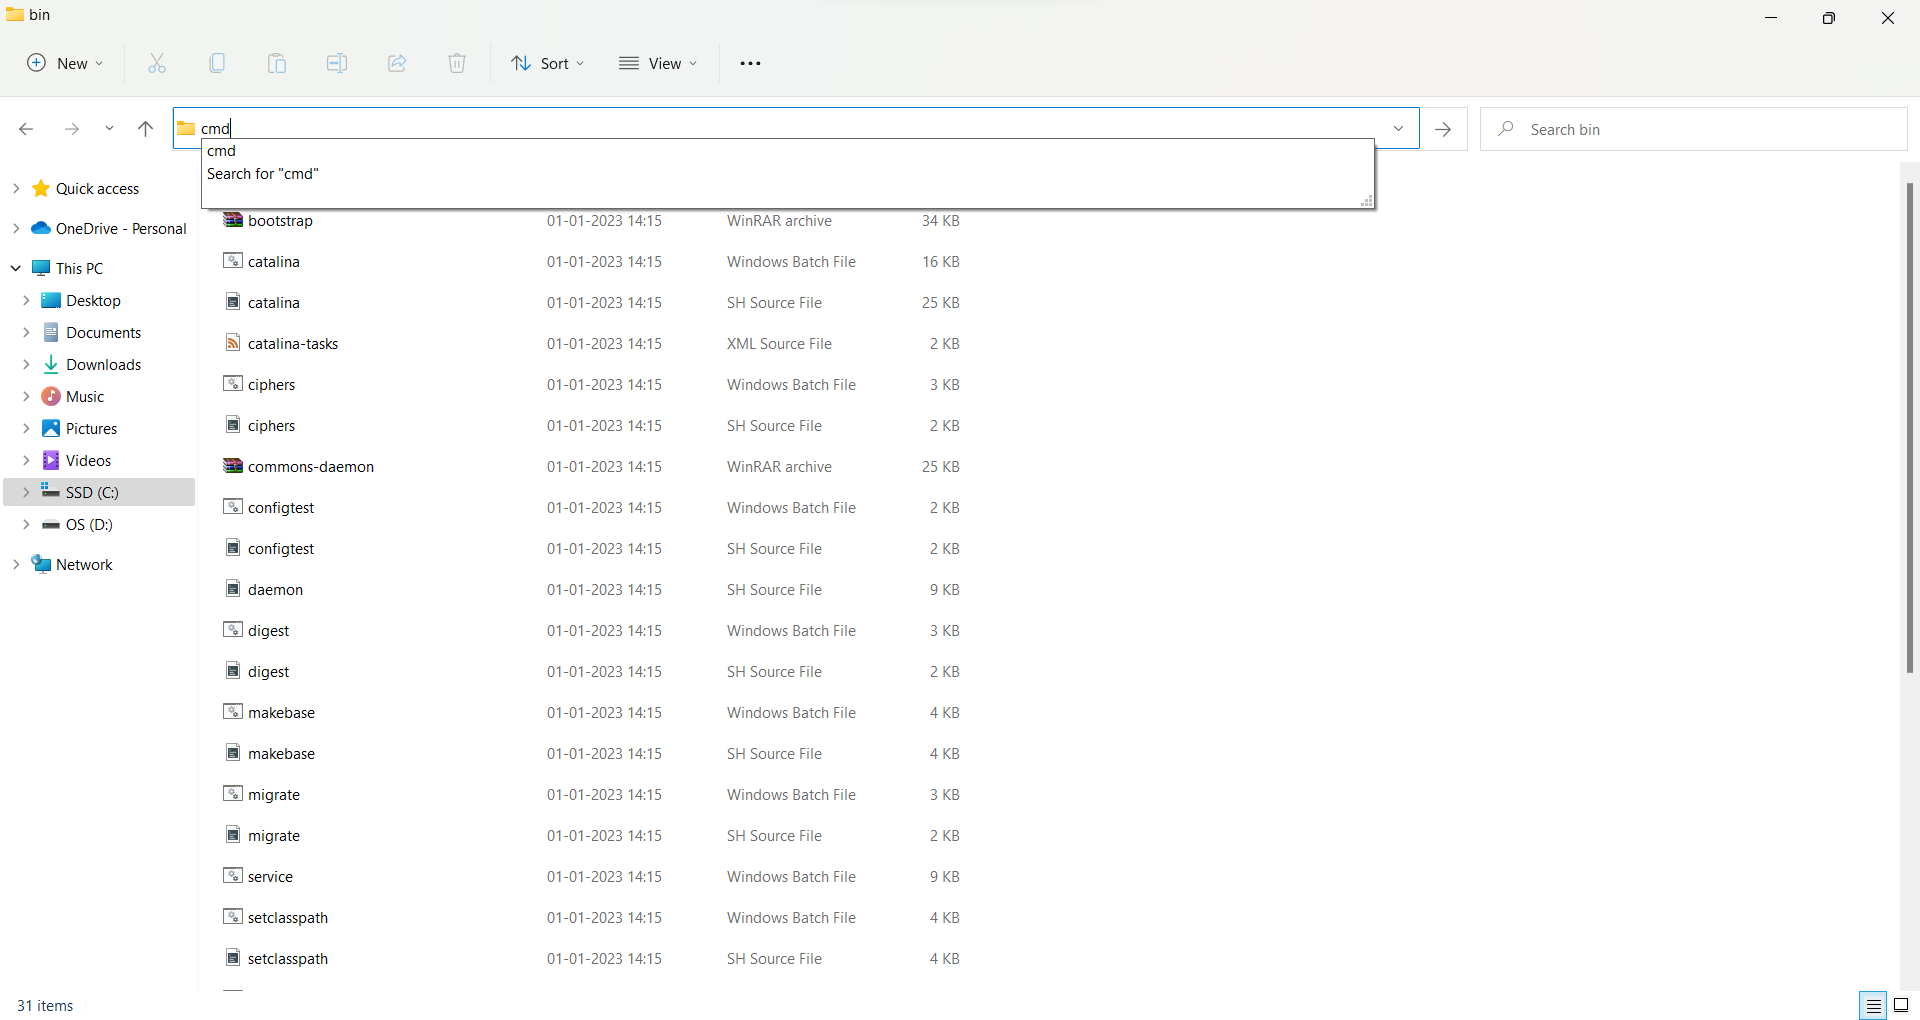 bin
New
Sort
View
cmd
Search bin
cmd
Search for "cmd"
Quick access
OneDrive - Personal
This PC
Desktop
Documents
Downloads
Music
Pictures
Videos
SSD (C:)
OS (D:)
Network
bootstrap 01-01-2023 14:15 WinRAR archive 34 KB
catalina 01-01-2023 14:15 Windows Batch File 16 KB
catalina 01-01-2023 14:15 SH Source File 25 KB
catalina-tasks 01-01-2023 14:15 XML Source File 2 KB
ciphers 01-01-2023 14:15 Windows Batch File 3 KB
ciphers 01-01-2023 14:15 SH Source File 2 KB
commons-daemon 01-01-2023 14:15 WinRAR archive 25 KB
configtest 01-01-2023 14:15 Windows Batch File 2 KB
configtest 01-01-2023 14:15 SH Source File 2 KB
daemon 01-01-2023 14:15 SH Source File 9 KB
digest 01-01-2023 14:15 Windows Batch File 3 KB
digest 01-01-2023 14:15 SH Source File 2 KB
makebase 01-01-2023 14:15 Windows Batch File 4 KB
makebase 01-01-2023 14:15 SH Source File 4 KB
migrate 01-01-2023 14:15 Windows Batch File 3 KB
migrate 01-01-2023 14:15 SH Source File 2 KB
service 01-01-2023 14:15 Windows Batch File 9 KB
setclasspath 01-01-2023 14:15 Windows Batch File 4 KB
setclasspath 01-01-2023 14:15 SH Source File 4 KB
31 items